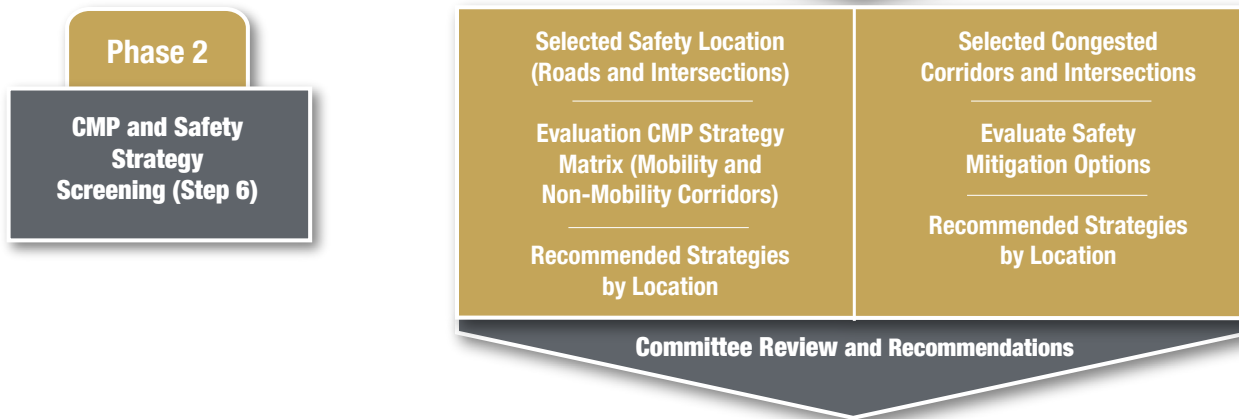 Phase 2
CMP and Safety
Strategy
Screening (Step 6)
Selected Safety Location
(Roads and Intersections)
Evaluation CMP Strategy
Matrix (Mobility and
Non-Mobility Corridors)
Recommended Strategies
by Location
Selected Congested
Corridors and Intersections
Evaluate Safety
Mitigation Options
Recommended Strategies
by Location
Committee Review and Recommendations